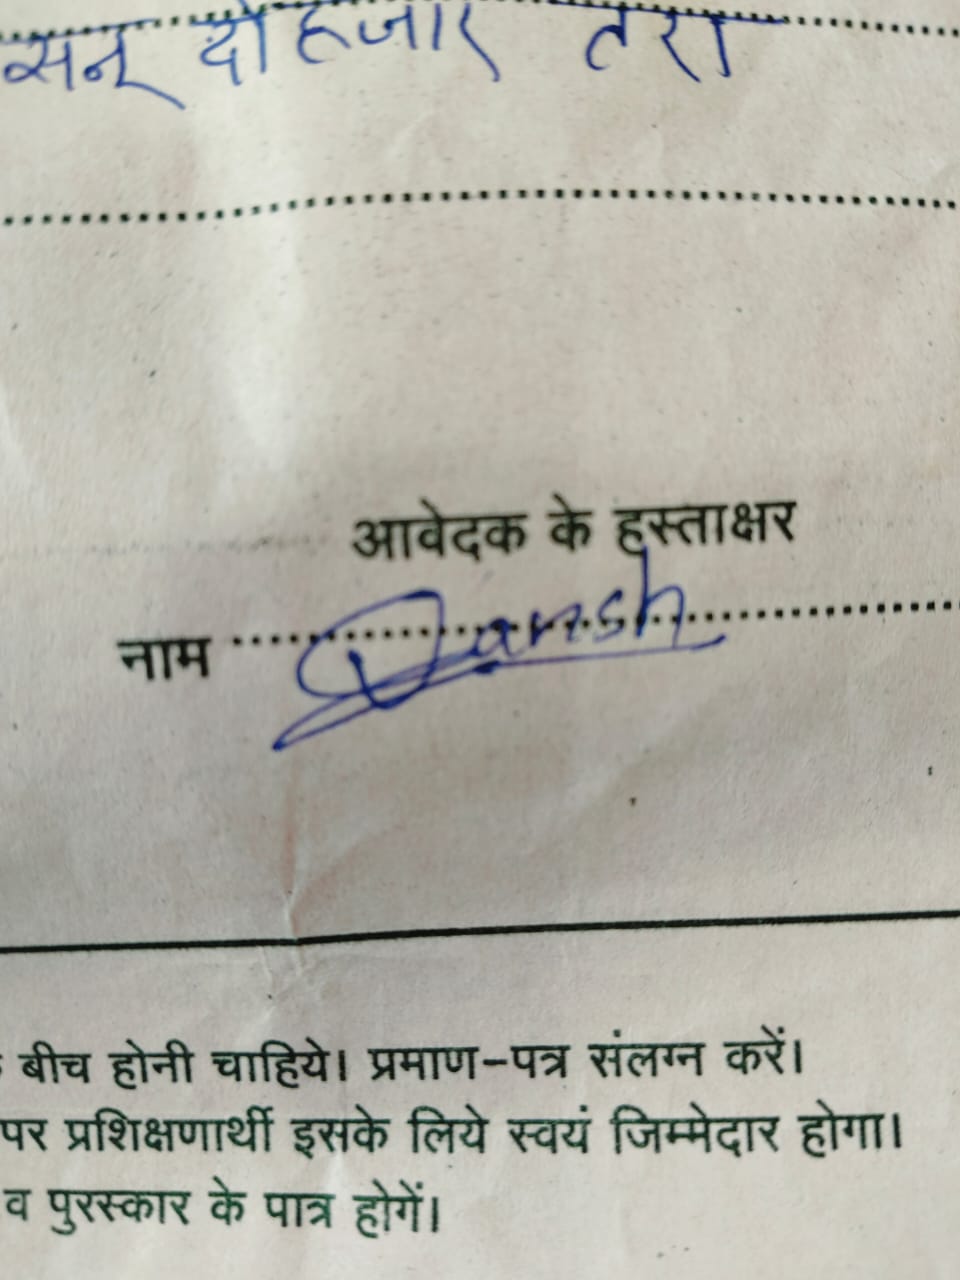 सन् दो हजार तेरा
आवेदक के हस्ताक्षर
नाम Dansh
बीच होनी चाहिये। प्रमाण-पत्र संलग्न करें।
पर प्रशिक्षणार्थी इसके लिये स्वयं जिम्मेदार होगा।
व पुरस्कार के पात्र होगें।